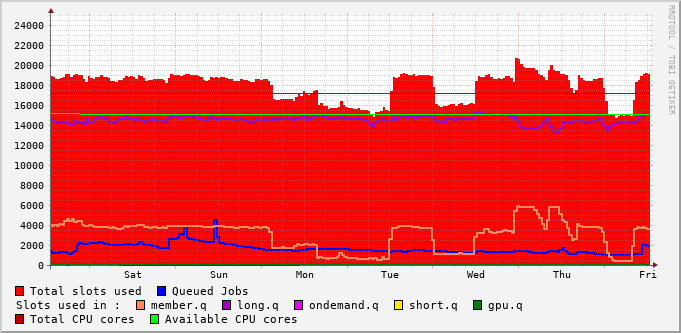 24000
22000
20000
18000
16000
14000
12000
10000
8000
6000
4000
2000
0
Sat Sun Mon Tue Wed Thu Fri
RRDTOOL / TOBI OETIKER
Total slots used Queued Jobs
Slots used in : member.q long.q ondemand.q short.q gpu.q
Total CPU cores Available CPU cores